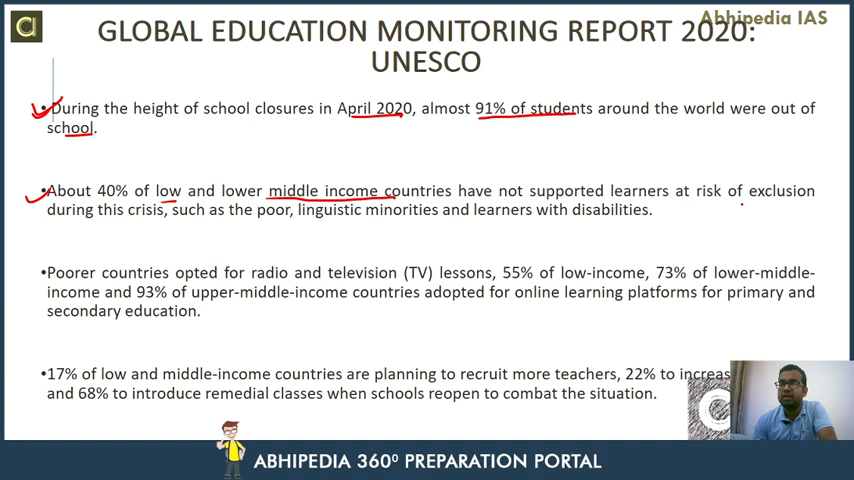 Abhipedia IAS
GLOBAL EDUCATION MONITORING REPORT 2020:
UNESCO
•During the height of school closures in April 2020, almost 91% of students around the world were out of
school.
•About 40% of low and lower middle income countries have not supported learners at risk of exclusion
during this crisis, such as the poor, linguistic minorities and learners with disabilities.
•Poorer countries opted for radio and television (TV) lessons, 55% of low-income, 73% of lower-middle-
income and 93% of upper-middle-income countries adopted for online learning platforms for primary and
secondary education.
•17% of low and middle-income countries are planning to recruit more teachers, 22% to increas
and 68% to introduce remedial classes when schools reopen to combat the situation.
ABHIPEDIA 360⁰ PREPARATION PORTAL